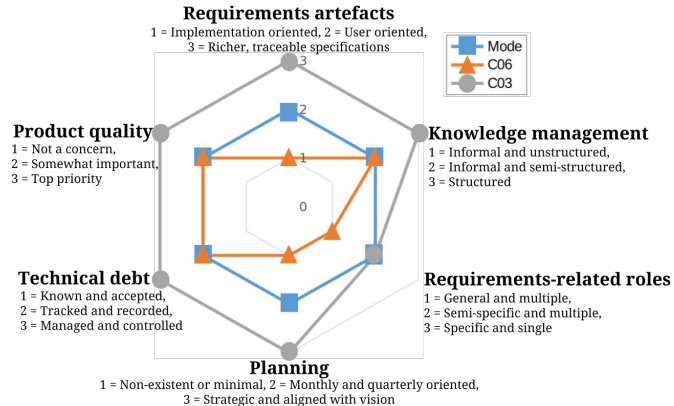 Requirements artefacts
1 = Implementation oriented, 2 = User oriented,
3 = Richer, traceable specifications
Mode
C06
C03
3
2
1
0
Product quality
1 = Not a concern,
2 = Somewhat important,
3 = Top priority
Knowledge management
1 = Informal and unstructured,
2 = Informal and semi-structured,
3 = Structured
Technical debt
1 = Known and accepted,
2 = Tracked and recorded,
3 = Managed and controlled
Requirements-related roles
1 = General and multiple,
2 = Semi-specific and multiple,
3 = Specific and single
Planning
1 = Non-existent or minimal, 2 = Monthly and quarterly oriented,
3 = Strategic and aligned with vision